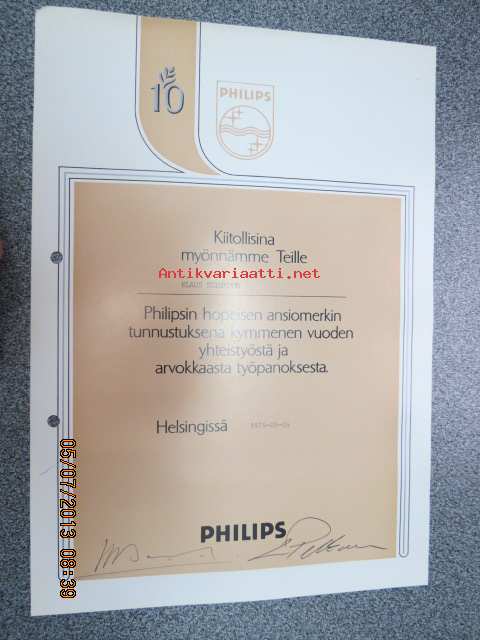 10
PHILIPS
Kiitollisina
myönnämme Teille
Antikvariaatti.net
KLAUS
Philipsin hopeisen ansiomerkin
tunnustuksena kymmenen vuoden
yhteistyöstä ja
arvokkaasta työpanoksesta.
Helsingissä
PHILIPS
05/07/2013 08:39